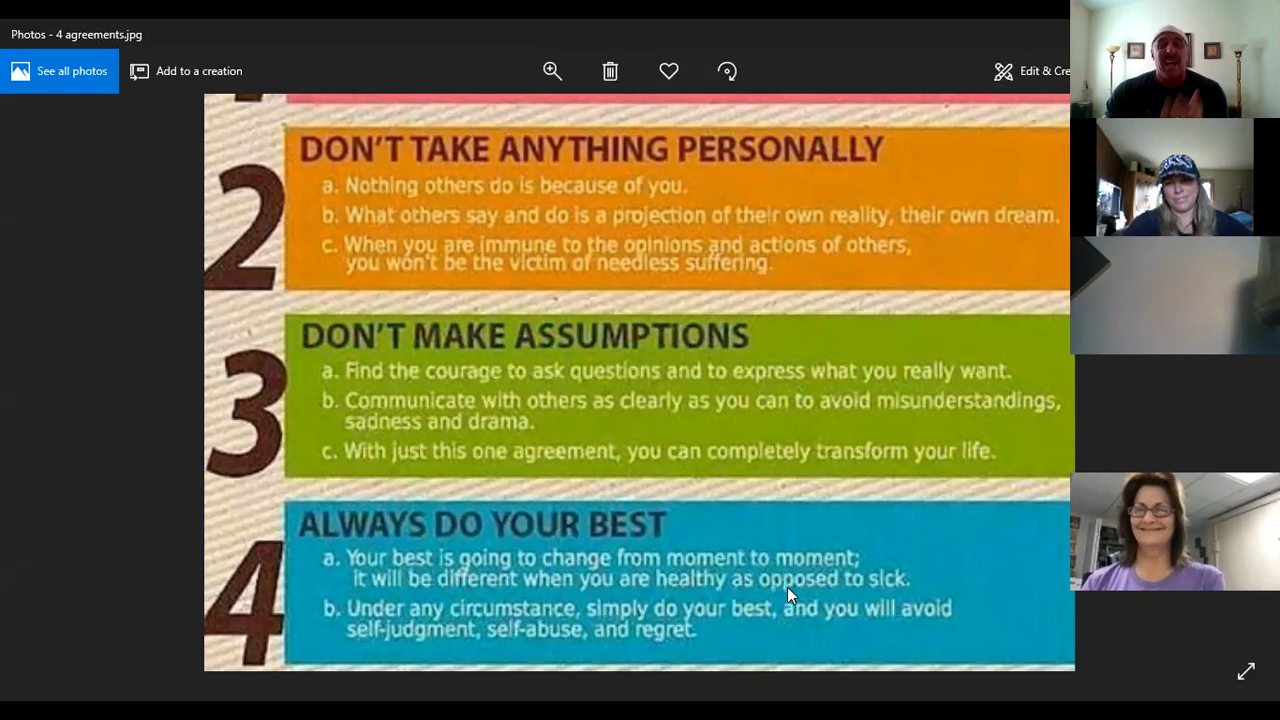 Photos - 4 agreements.jpg
See all photos
Add to a creation
Edit & Cre
2
DON'T TAKE ANYTHING PERSONALLY
a. Nothing others do is because of you.
b. What others say and do is a projection of their own reality, their own dream.
c. When you are immune to the opinions and actions of others,
you won't be the victim of needless suffering.
3
DON'T MAKE ASSUMPTIONS
a. Find the courage to ask questions and to express what you really want.
b. Communicate with others as clearly as you can to avoid misunderstandings,
sadness and drama.
c. With just this one agreement, you can completely transform your life.
4
ALWAYS DO YOUR BEST
a. Your best is going to change from moment to moment;
it will be different when you are healthy as opposed to sick.
b. Under any circumstance, simply do your best, and you will avoid
self-judgment, self-abuse, and regret.